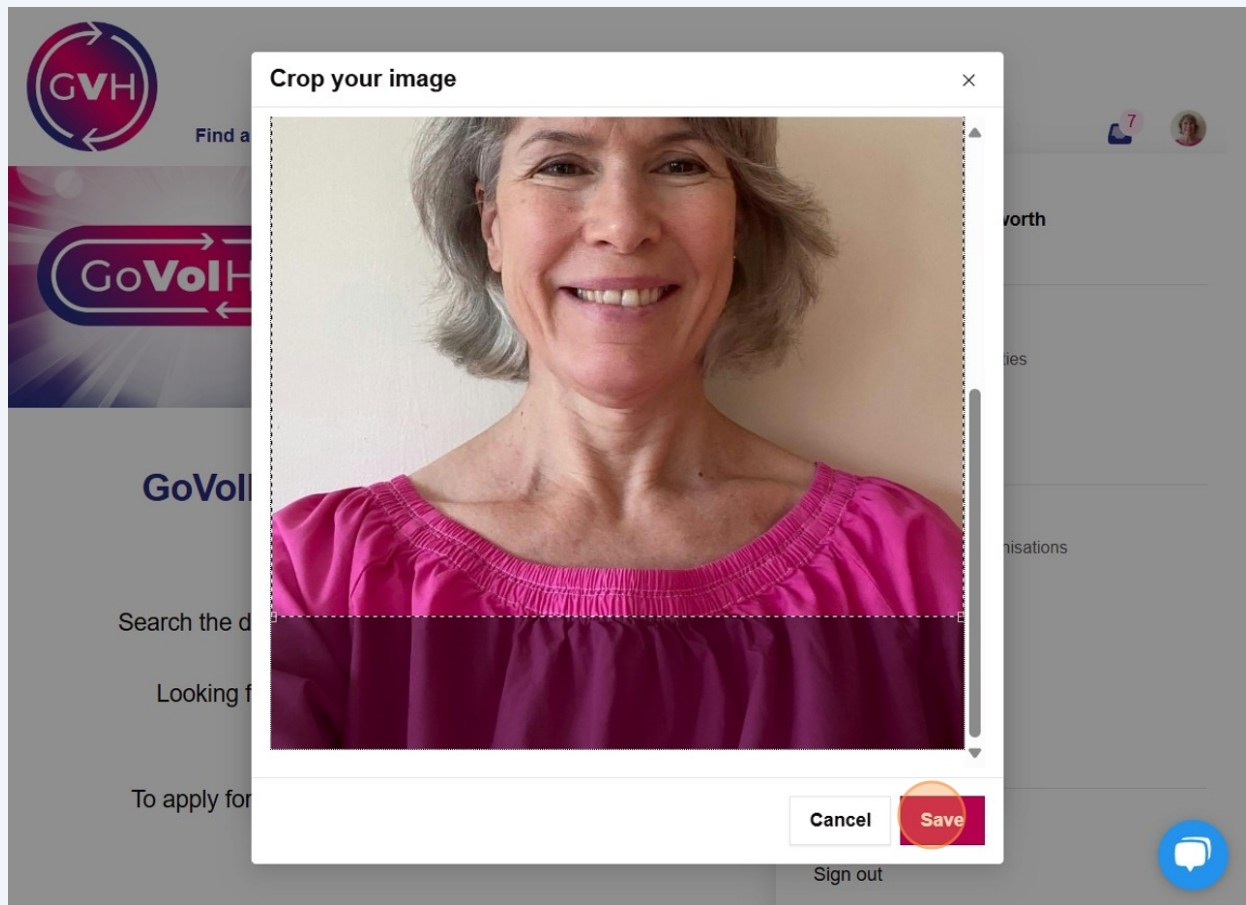 Crop your image
GVH
Find a
7
worth
GoVolH
ties
GoVol
nisations
Search the d
Looking f
To apply for
Cancel
Save
Sign out